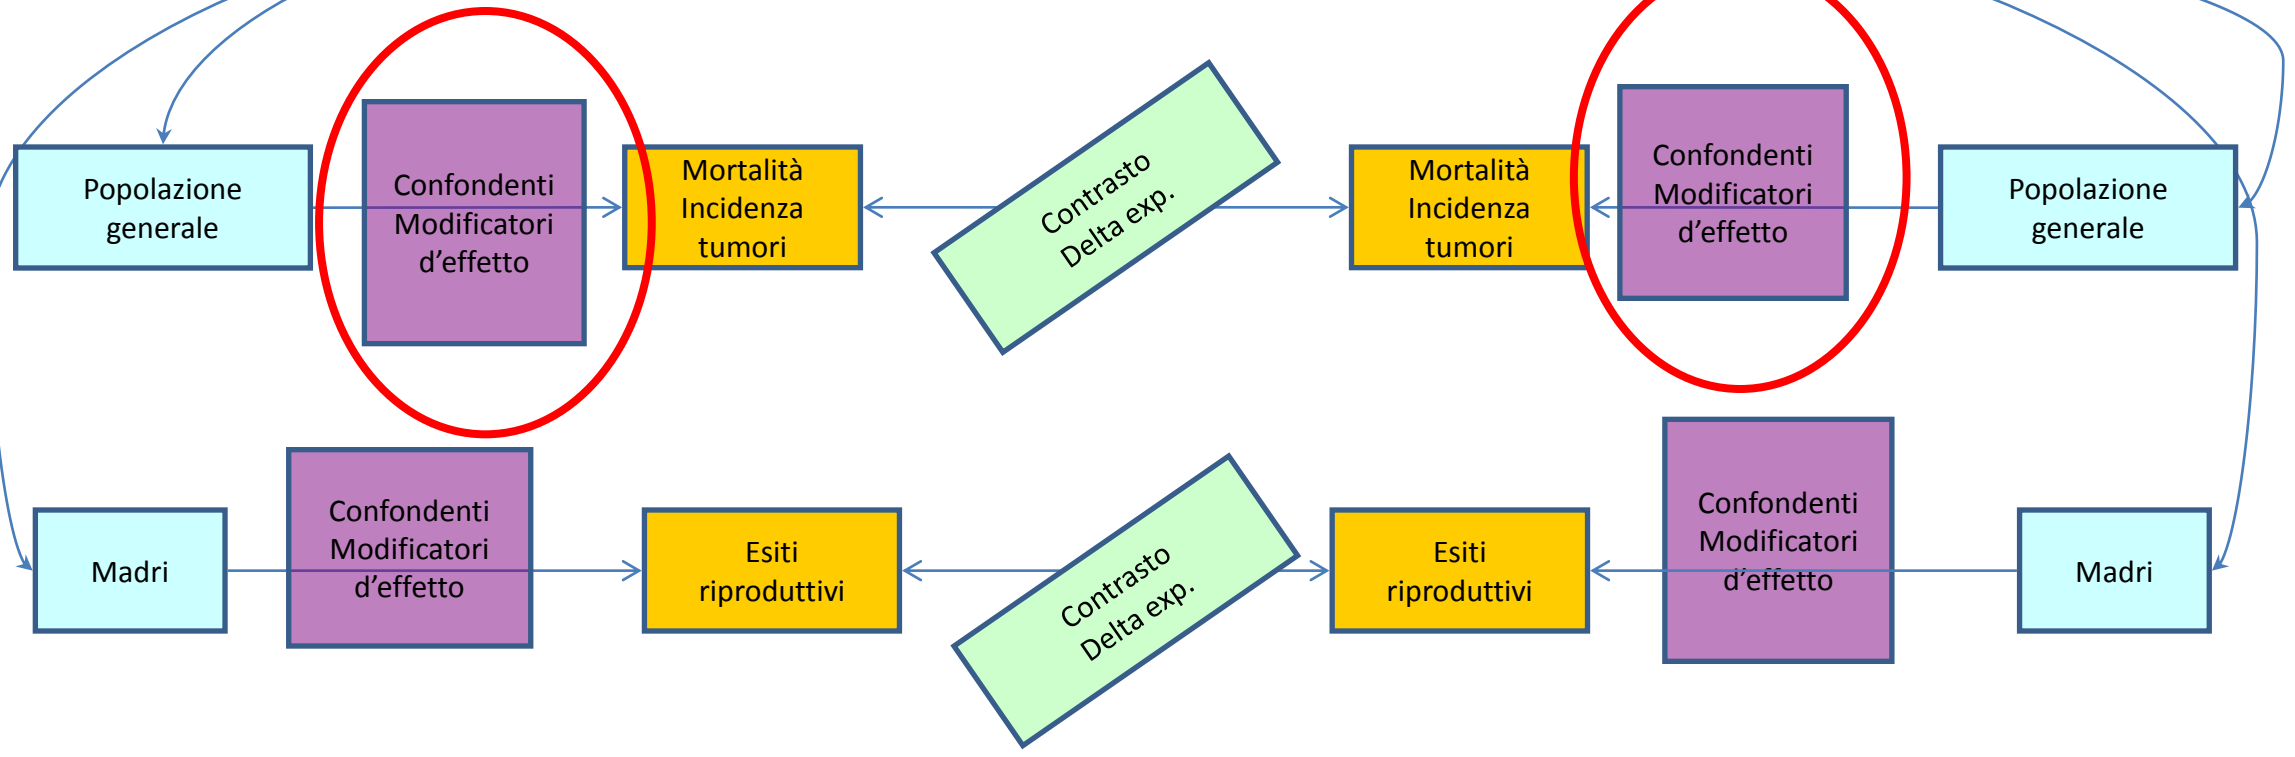 Popolazione
generale
Confondenti
Modificatori
d’effetto
Mortalità
Incidenza
tumori
Contrasto
Delta exp.
Mortalità
Incidenza
tumori
Confondenti
Modificatori
d’effetto
Popolazione
generale
Madri
Confondenti
Modificatori
d’effetto
Esiti
riproduttivi
Contrasto
Delta exp.
Esiti
riproduttivi
Confondenti
Modificatori
d’effetto
Madri